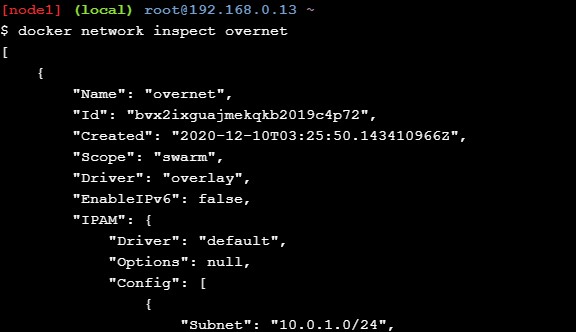 [node1] (local) root@192.168.0.13 ~
$ docker network inspect overnet
[
    {
        "Name": "overnet",
        "Id": "bvx2ixguajmekqkb2019c4p72",
        "Created": "2020-12-10T03:25:50.143410966Z",
        "Scope": "swarm",
        "Driver": "overlay",
        "EnableIPv6": false,
        "IPAM": {
            "Driver": "default",
            "Options": null,
            "Config": [
                {
                    "Subnet": "10.0.1.0/24",